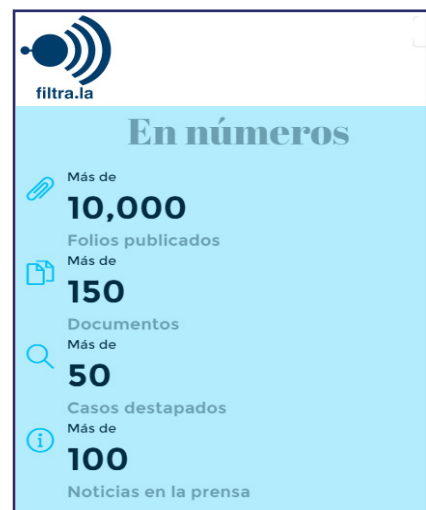 filtra.la
En números
Más de
10,000
Folios publicados
Más de
150
Documentos
Más de
50
Casos destapados
Más de
100
Noticias en la prensa